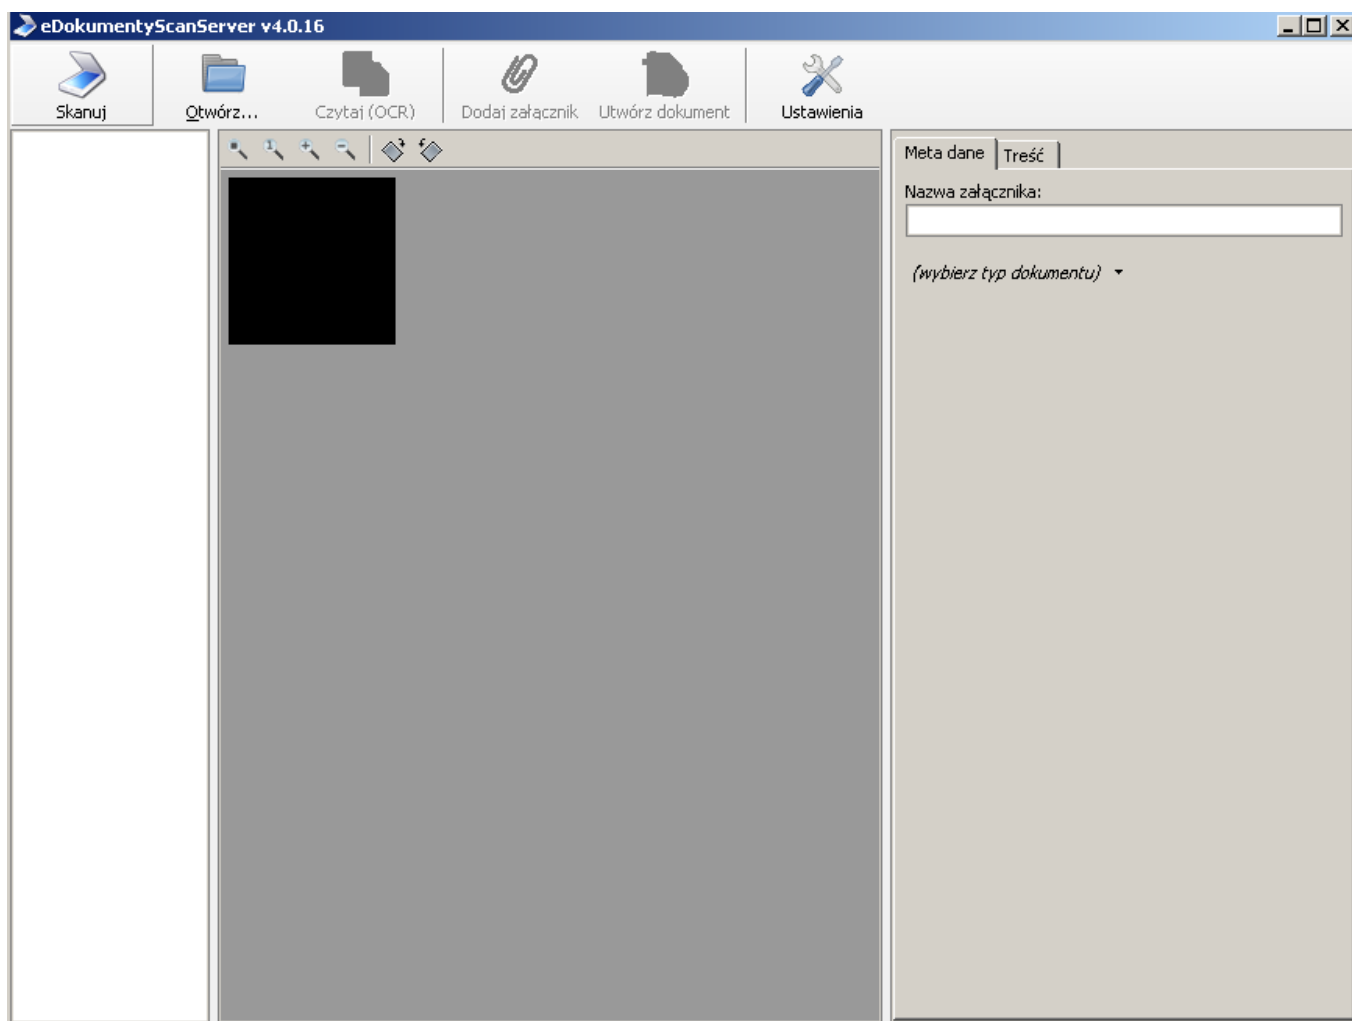 eDokumentyScanServer v4.0.16
Skanuj Otwórz... Czytaj (OCR) Dodaj załącznik Utwórz dokument Ustawienia
Meta dane Treść
Nazwa załącznika:
(wybierz typ dokumentu)